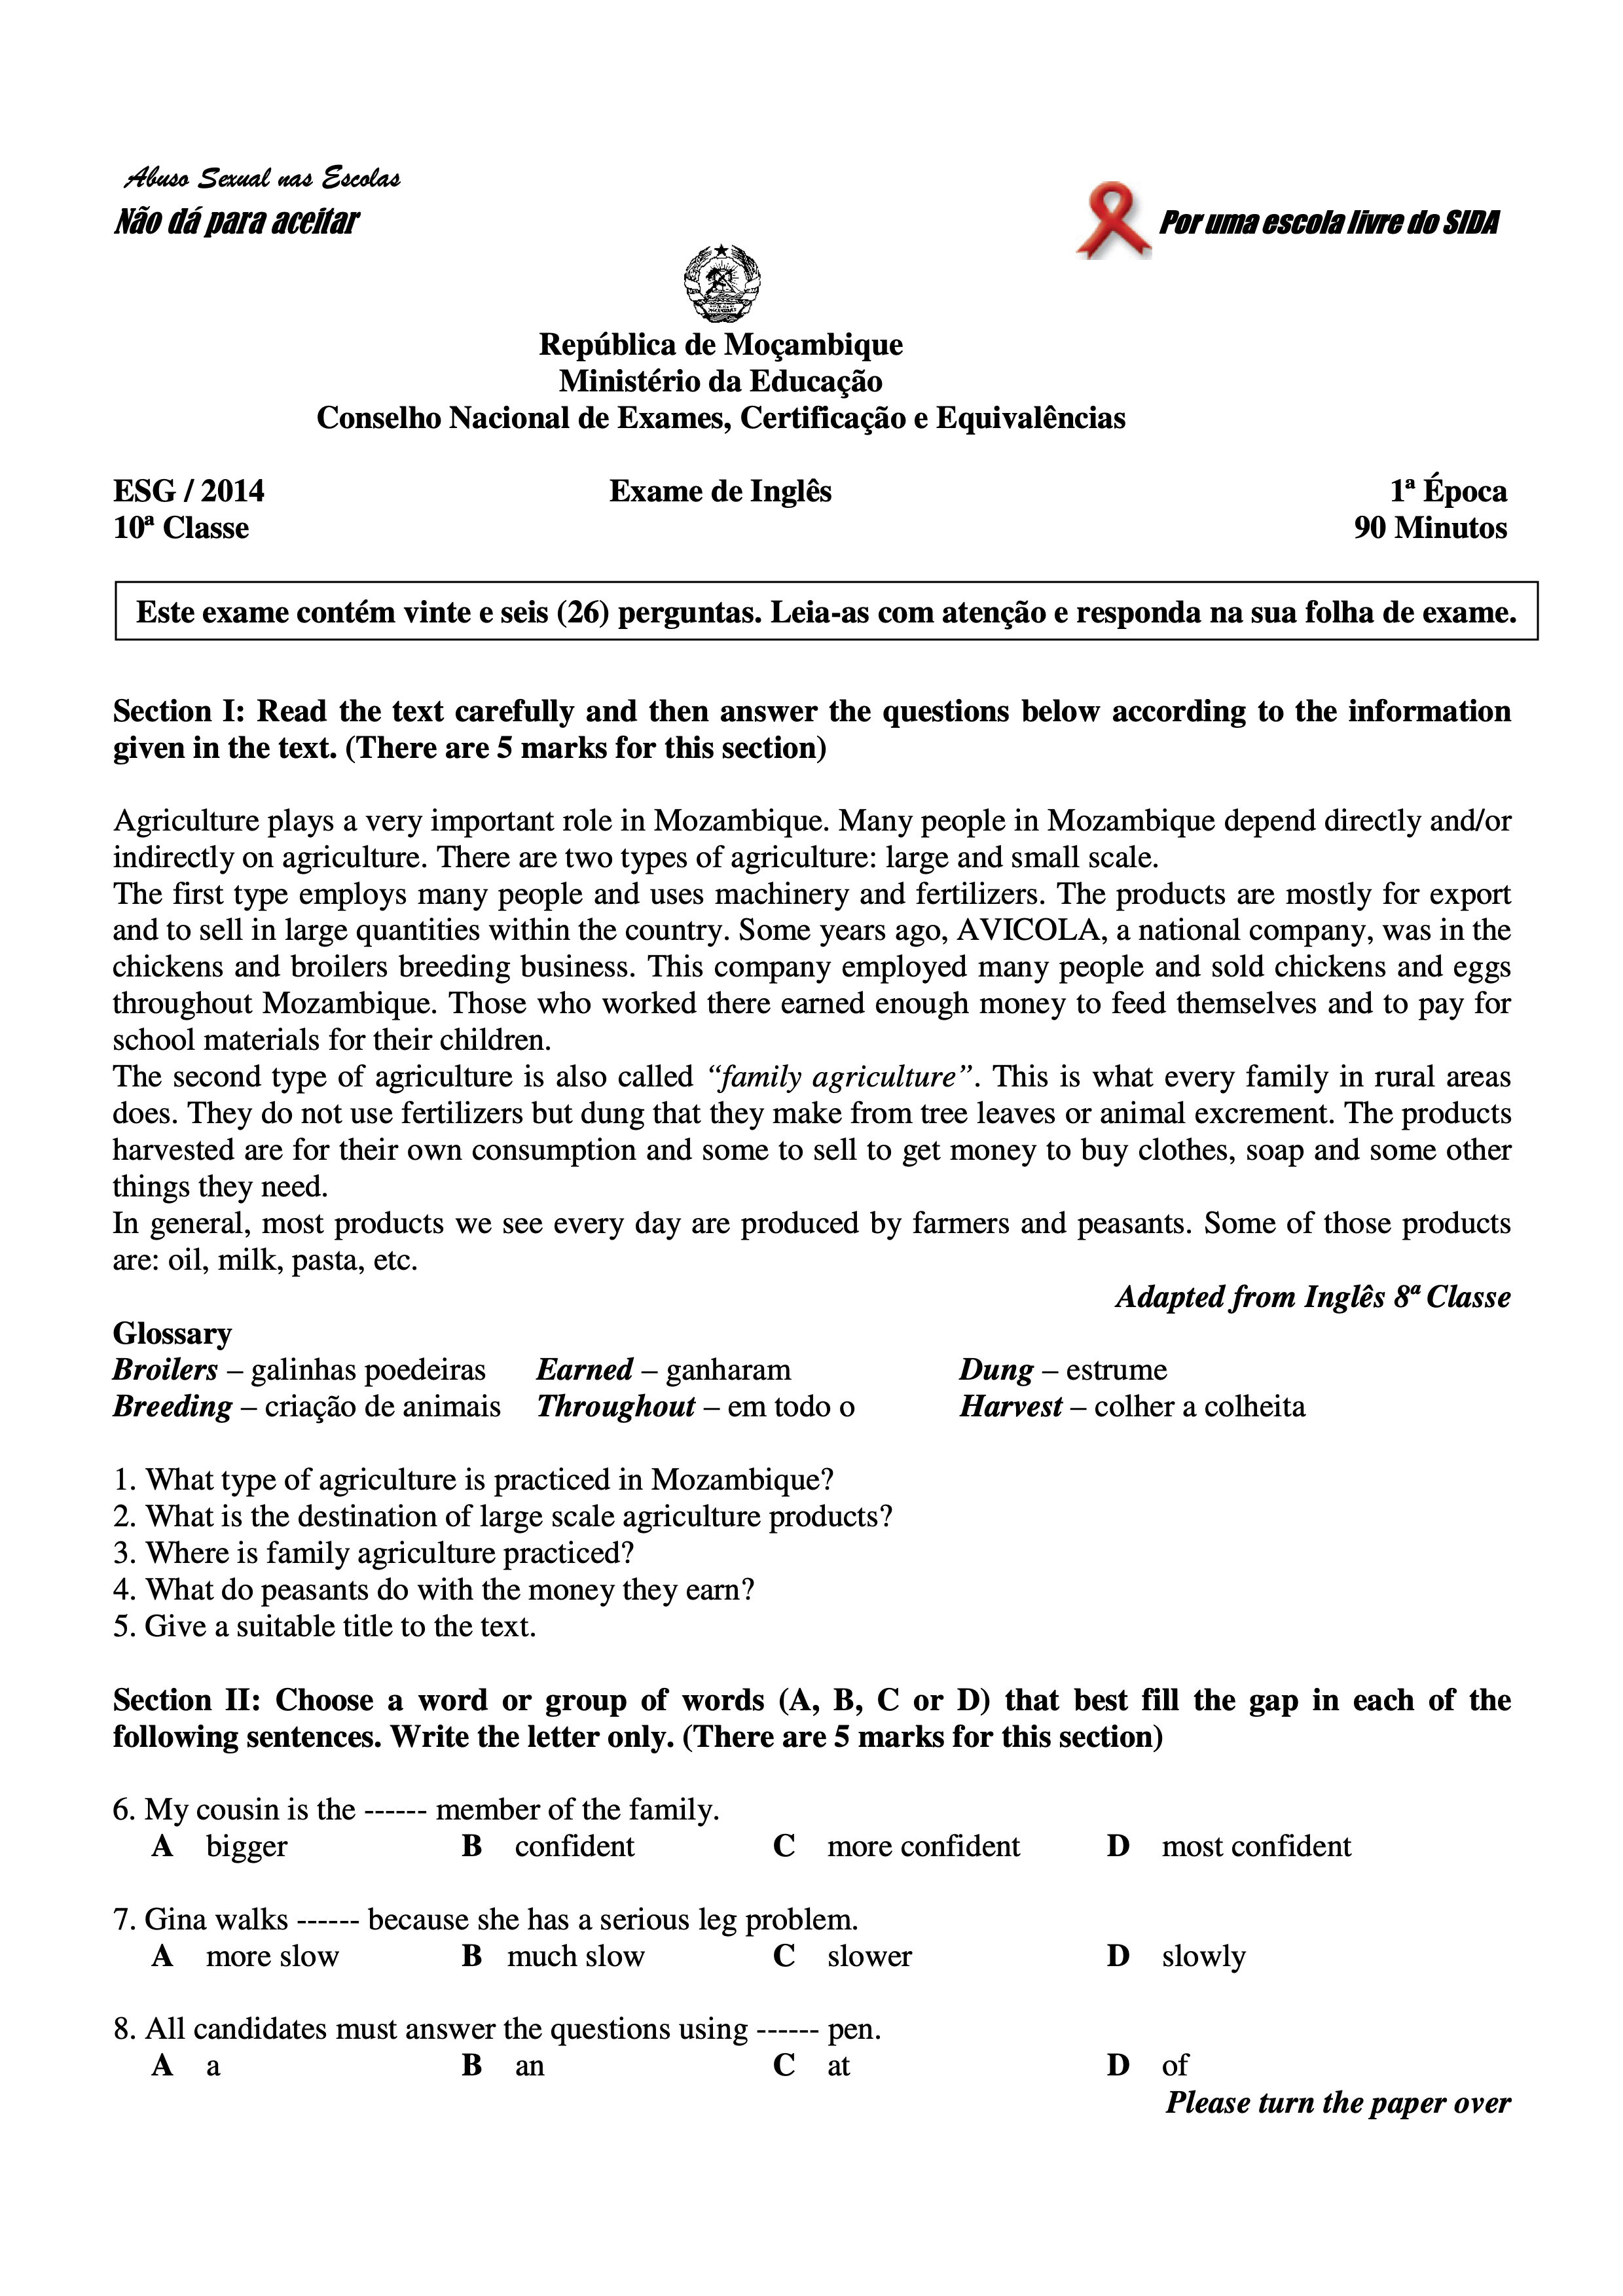 Abuso Sexual nas Escolas
Não dá para aceitar
Por uma escola livre do SIDA
República de Moçambique
Ministério da Educação
Conselho Nacional de Exames, Certificação e Equivalências
ESG / 2014 Exame de Inglês 1ª Época
10ª Classe 90 Minutos
Este exame contém vinte e seis (26) perguntas. Leia-as com atenção e responda na sua folha de exame.
Section I: Read the text carefully and then answer the questions below according to the information
given in the text. (There are 5 marks for this section)
Agriculture plays a very important role in Mozambique. Many people in Mozambique depend directly and/or
indirectly on agriculture. There are two types of agriculture: large and small scale.
The first type employs many people and uses machinery and fertilizers. The products are mostly for export
and to sell in large quantities within the country. Some years ago, AVICOLA, a national company, was in the
chickens and broilers breeding business. This company employed many people and sold chickens and eggs
throughout Mozambique. Those who worked there earned enough money to feed themselves and to pay for
school materials for their children.
The second type of agriculture is also called “family agriculture”. This is what every family in rural areas
does. They do not use fertilizers but dung that they make from tree leaves or animal excrement. The products
harvested are for their own consumption and some to sell to get money to buy clothes, soap and some other
things they need.
In general, most products we see every day are produced by farmers and peasants. Some of those products
are: oil, milk, pasta, etc.
Adapted from Inglês 8ª Classe
Glossary
Broilers – galinhas poedeiras Earned – ganharam Dung – estrume
Breeding – criação de animais Throughout – em todo o Harvest – colher a colheita
1. What type of agriculture is practiced in Mozambique?
2. What is the destination of large scale agriculture products?
3. Where is family agriculture practiced?
4. What do peasants do with the money they earn?
5. Give a suitable title to the text.
Section II: Choose a word or group of words (A, B, C or D) that best fill the gap in each of the
following sentences. Write the letter only. (There are 5 marks for this section)
6. My cousin is the ------ member of the family.
A bigger B confident C more confident D most confident
7. Gina walks ------ because she has a serious leg problem.
A more slow B much slow C slower D slowly
8. All candidates must answer the questions using ------ pen.
A a B an C at D of
Please turn the paper over